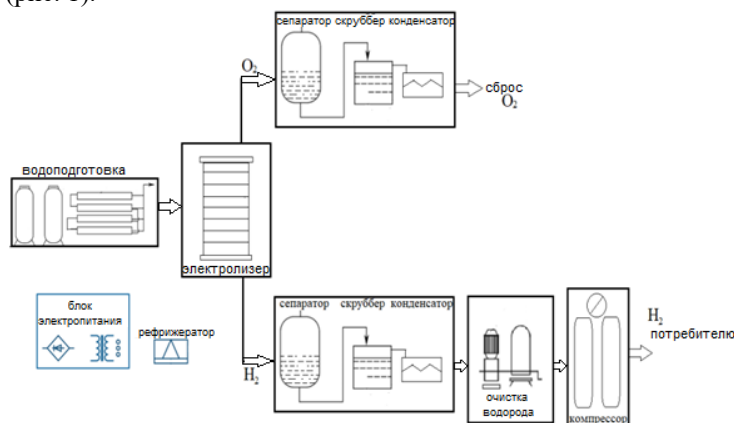 (рис. 1).
сепаратор скруббер конденсатор
O2
сброс
O2
водоподготовка
электролизер
блок
электропитания
рефрижератор
H2
сепаратор скруббер конденсатор
очистка
водорода
компрессор
H2
потребителю